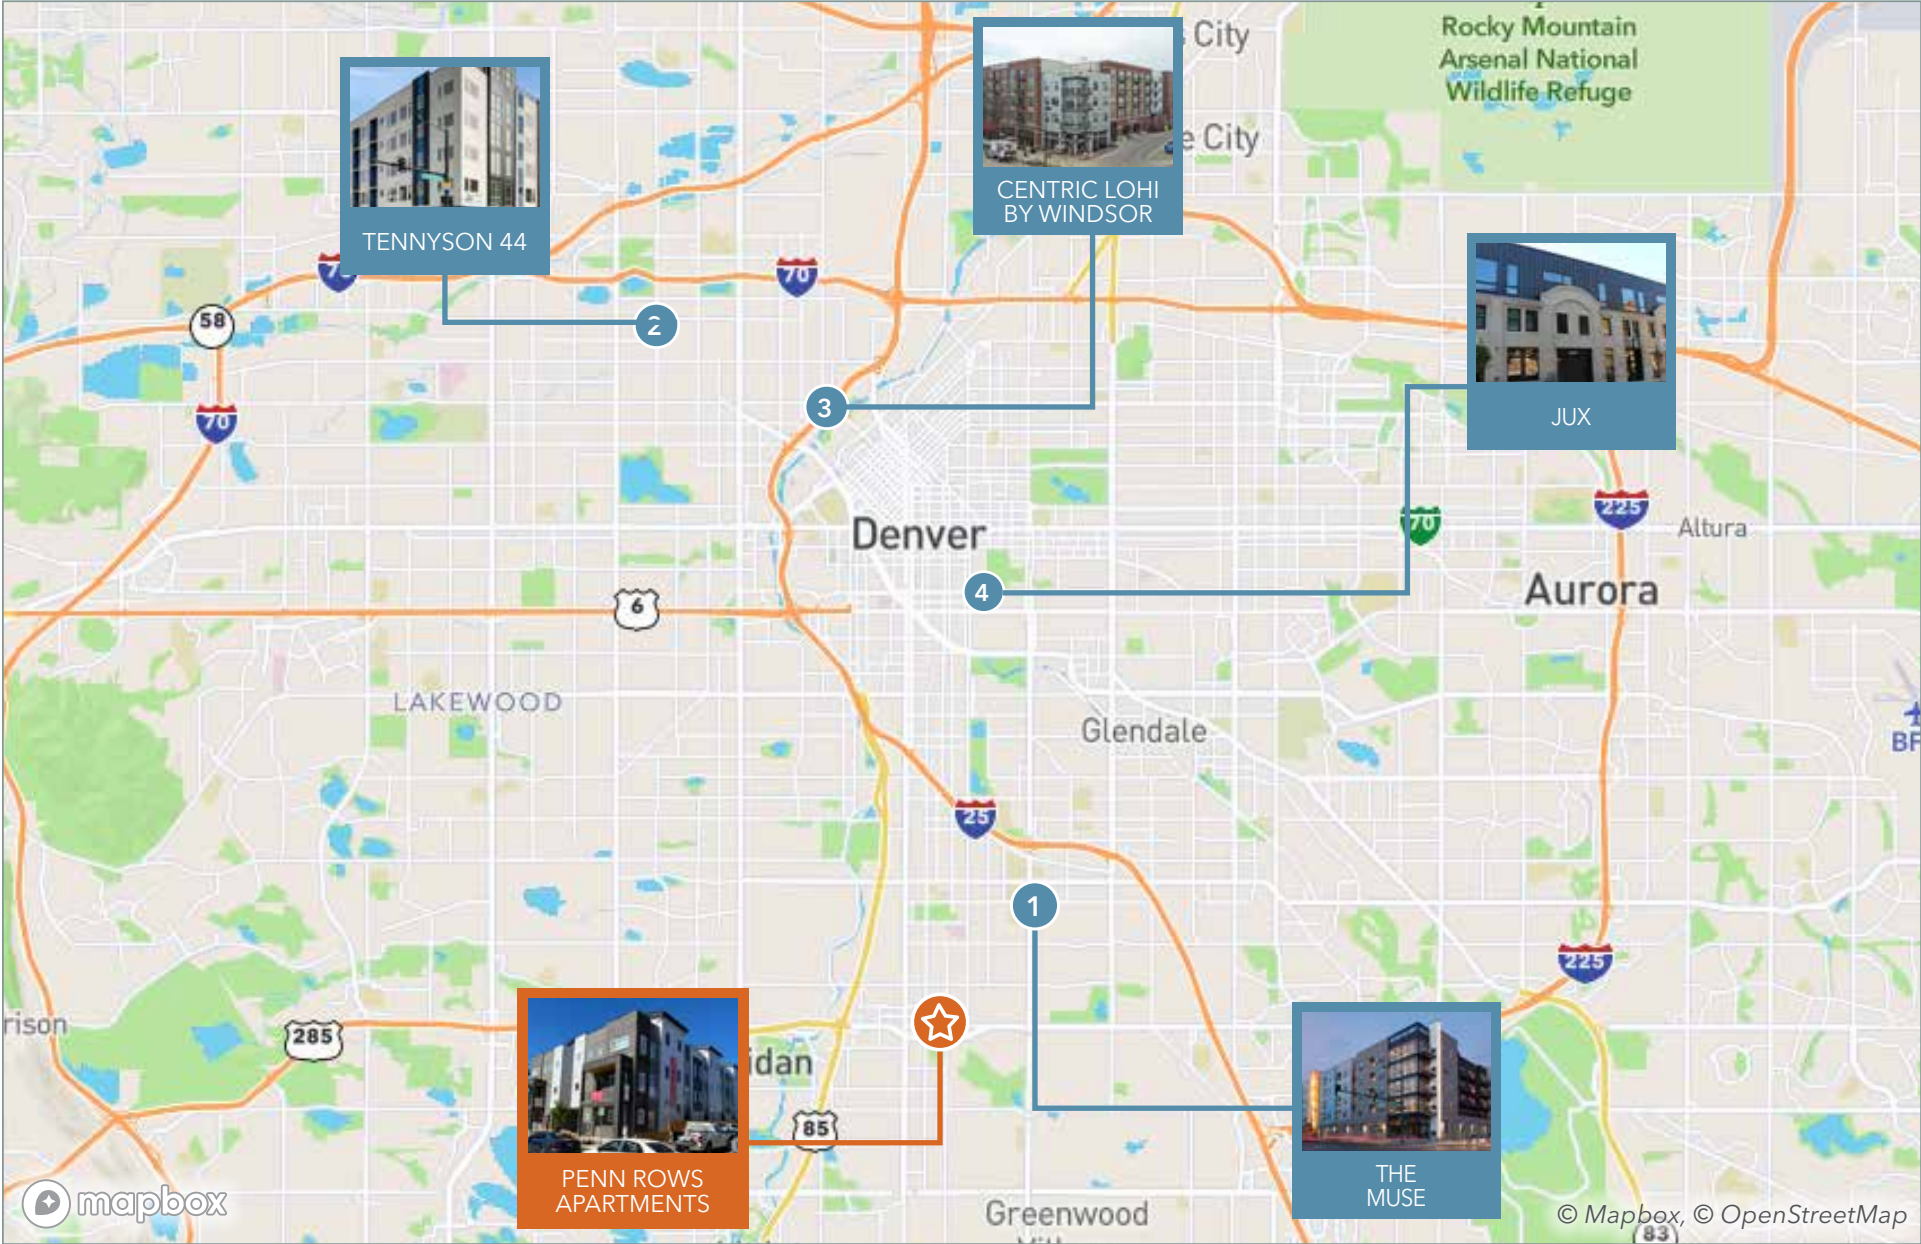 City
Rocky Mountain
Arsenal National
Wildlife Refuge
e City
CENTRIC LOHI
BY WINDSOR
TENNYSON 44
70
58
2
JUX
3
70
225
Altura
70
Denver
4
Aurora
6
LAKEWOOD
Glendale
BF
25
1
225
rison
285
idan
85
PENN ROWS
APARTMENTS
THE
MUSE
mapbox
Greenwood
© Mapbox, © OpenStreetMap
83